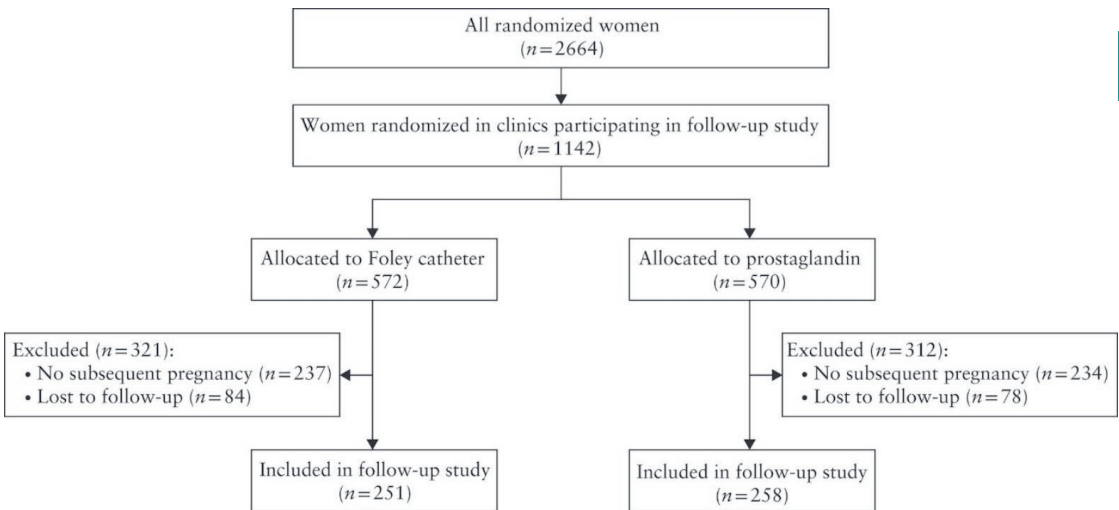 All randomized women
(n=2664)
Women randomized in clinics participating in follow-up study
(n=1142)
Allocated to Foley catheter
(n=572)
Allocated to prostaglandin
(n=570)
Excluded (n=321):
• No subsequent pregnancy (n=237)
• Lost to follow-up (n=84)
Excluded (n=312):
• No subsequent pregnancy (n=234)
• Lost to follow-up (n=78)
Included in follow-up study
(n=251)
Included in follow-up study
(n=258)